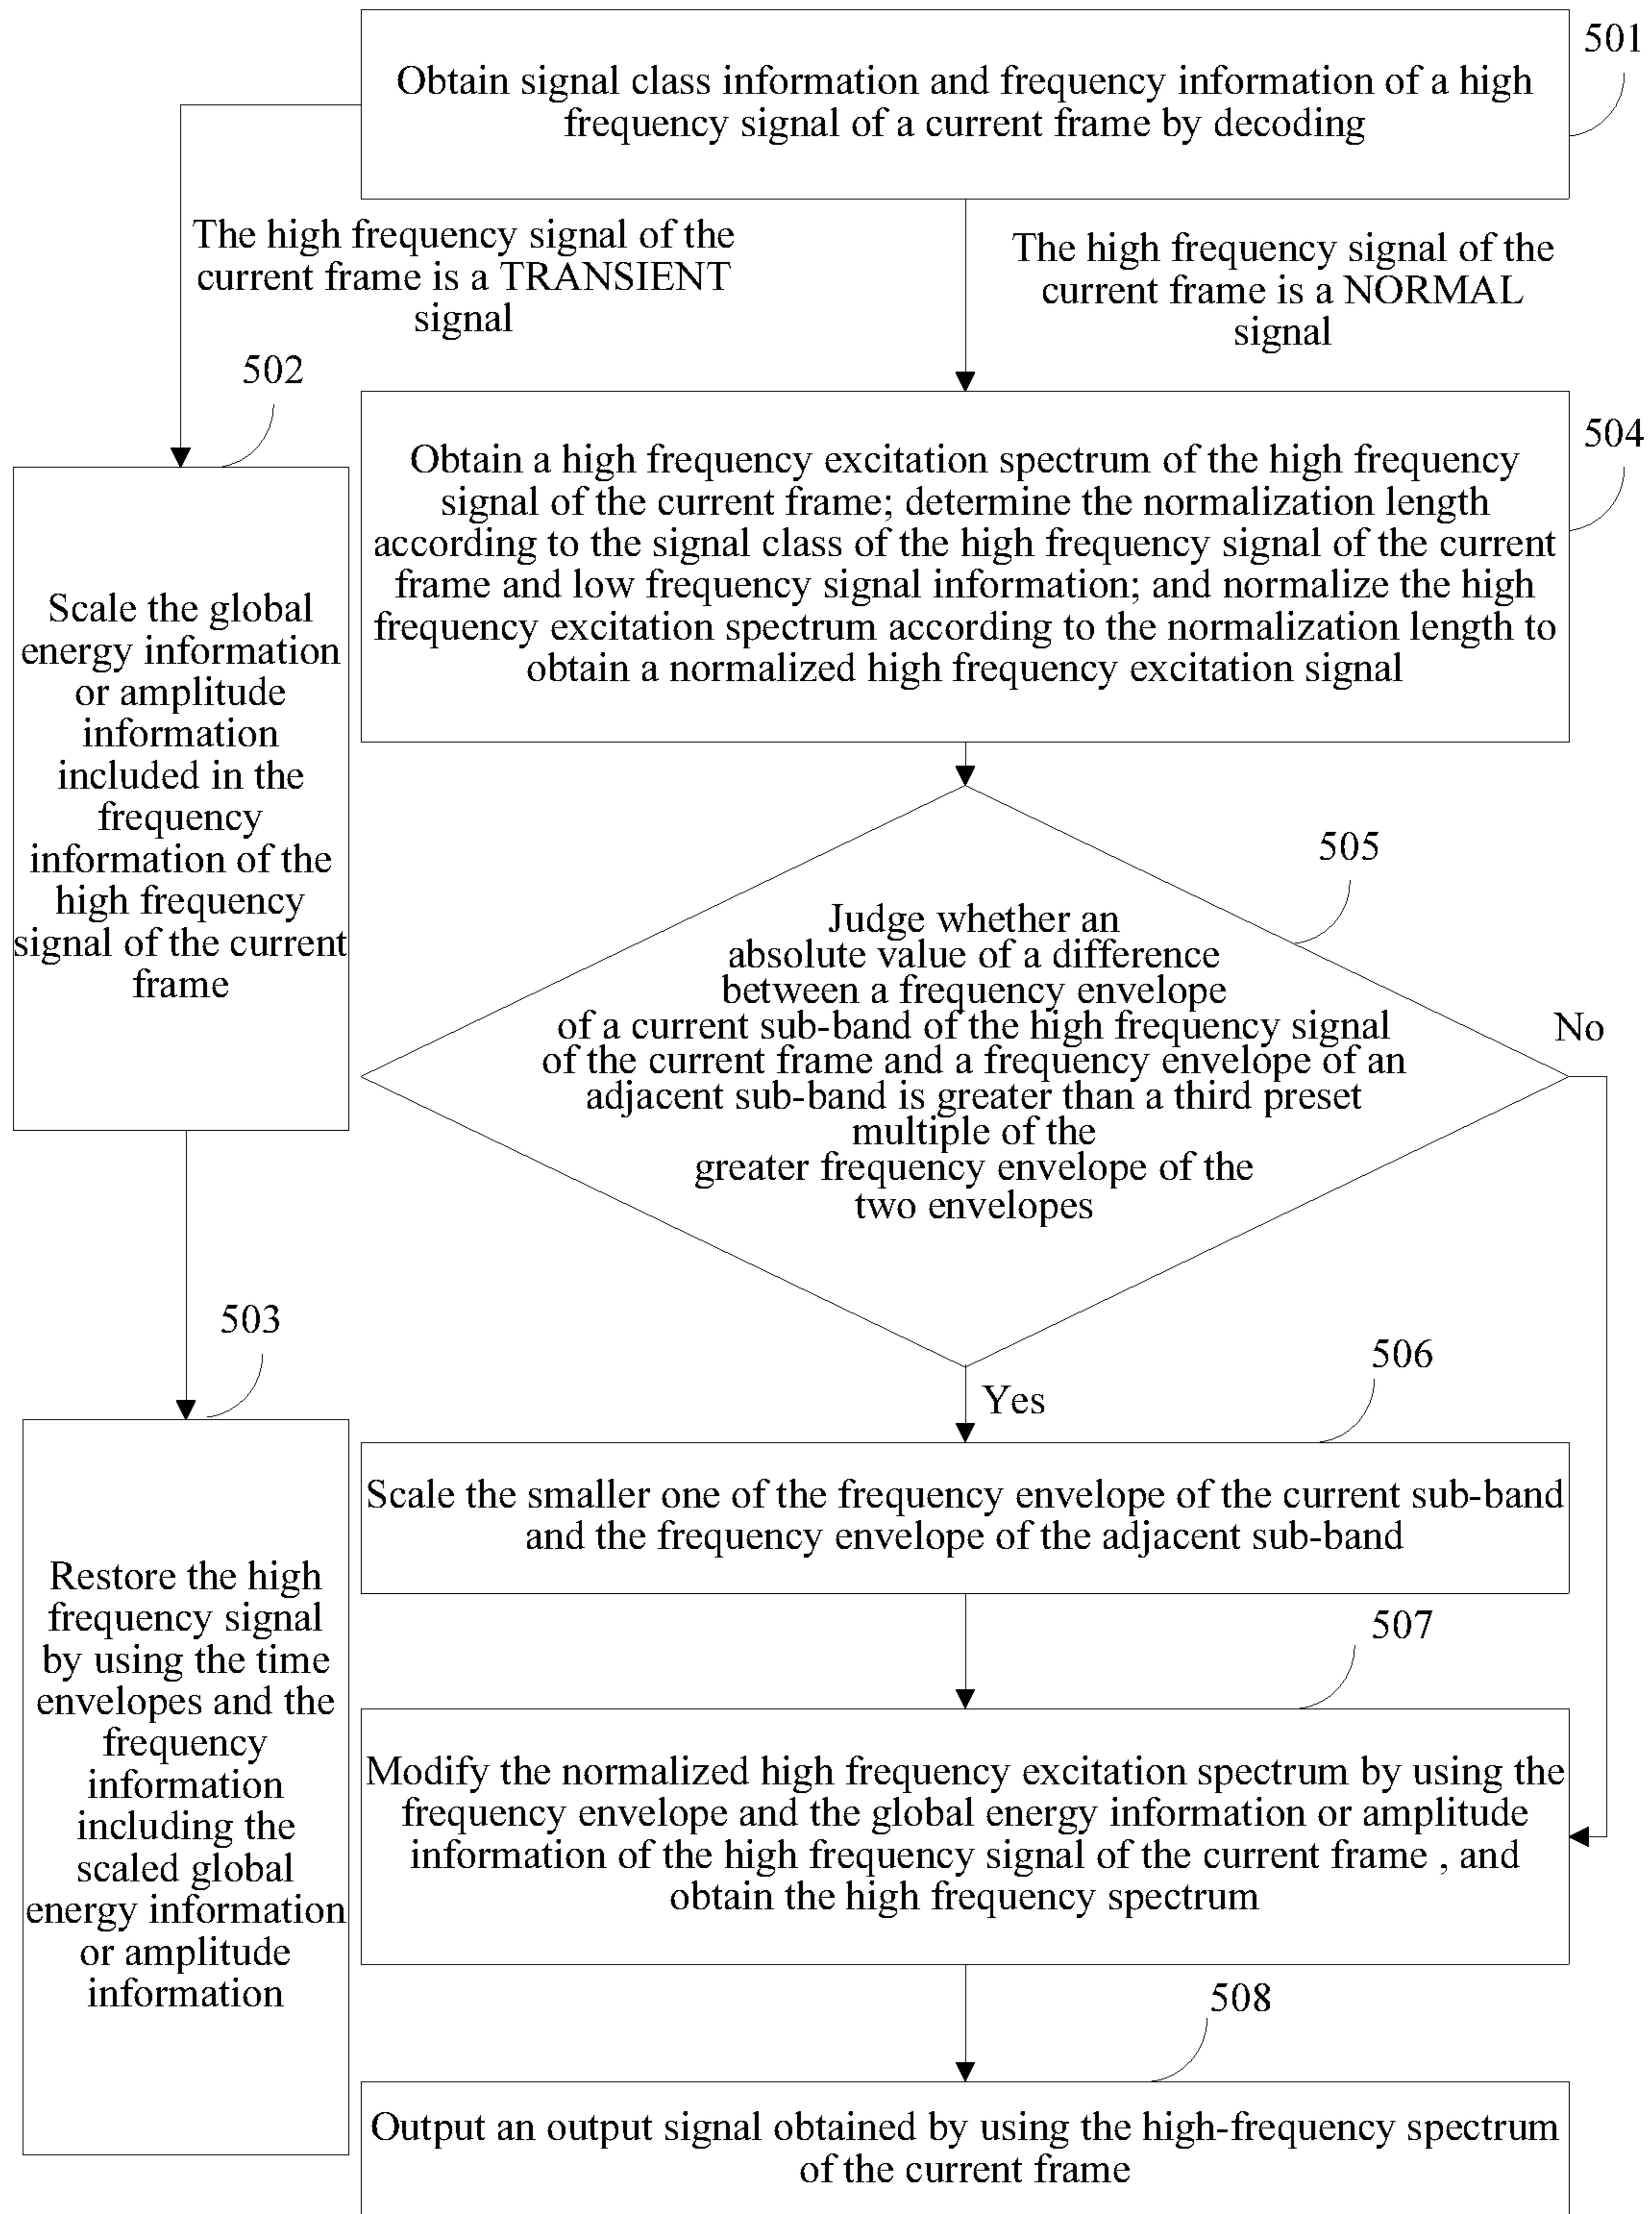 501
Obtain signal class information and frequency information of a high
frequency signal of a current frame by decoding
The high frequency signal of the
current frame is a TRANSIENT
signal
The high frequency signal of the
current frame is a NORMAL
signal
502
Scale the global
energy information
or amplitude
information
included in the
frequency
information of the
high frequency
signal of the current
frame
504
Obtain a high frequency excitation spectrum of the high frequency
signal of the current frame; determine the normalization length
according to the signal class of the high frequency signal of the current
frame and low frequency signal information; and normalize the high
frequency excitation spectrum according to the normalization length to
obtain a normalized high frequency excitation signal
505
Judge whether an
absolute value of a difference
between a frequency envelope
of a current sub-band of the high frequency signal
of the current frame and a frequency envelope of an
adjacent sub-band is greater than a third preset
multiple of the
greater frequency envelope of the
two envelopes
No
Yes
503
Restore the high
frequency signal
by using the time
envelopes and the
frequency
information
including the
scaled global
energy information
or amplitude
information
506
Scale the smaller one of the frequency envelope of the current sub-band
and the frequency envelope of the adjacent sub-band
507
Modify the normalized high frequency excitation spectrum by using the
frequency envelope and the global energy information or amplitude
information of the high frequency signal of the current frame , and
obtain the high frequency spectrum
508
Output an output signal obtained by using the high-frequency spectrum
of the current frame